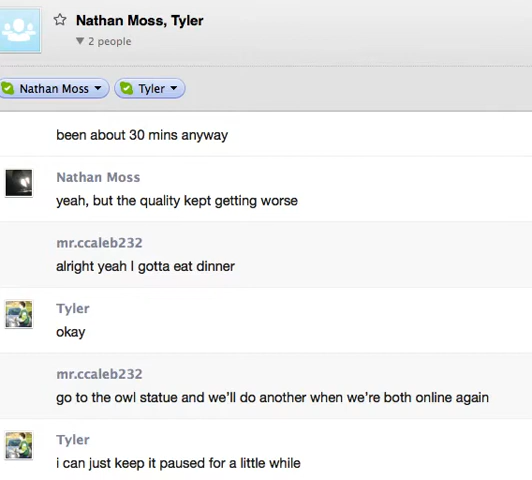 Nathan Moss, Tyler
2 people
Nathan Moss
Tyler
been about 30 mins anyway
Nathan Moss
yeah, but the quality kept getting worse
mr.ccaleb232
alright yeah I gotta eat dinner
Tyler
okay
mr.ccaleb232
go to the owl statue and we'll do another when we're both online again
Tyler
i can just keep it paused for a little while